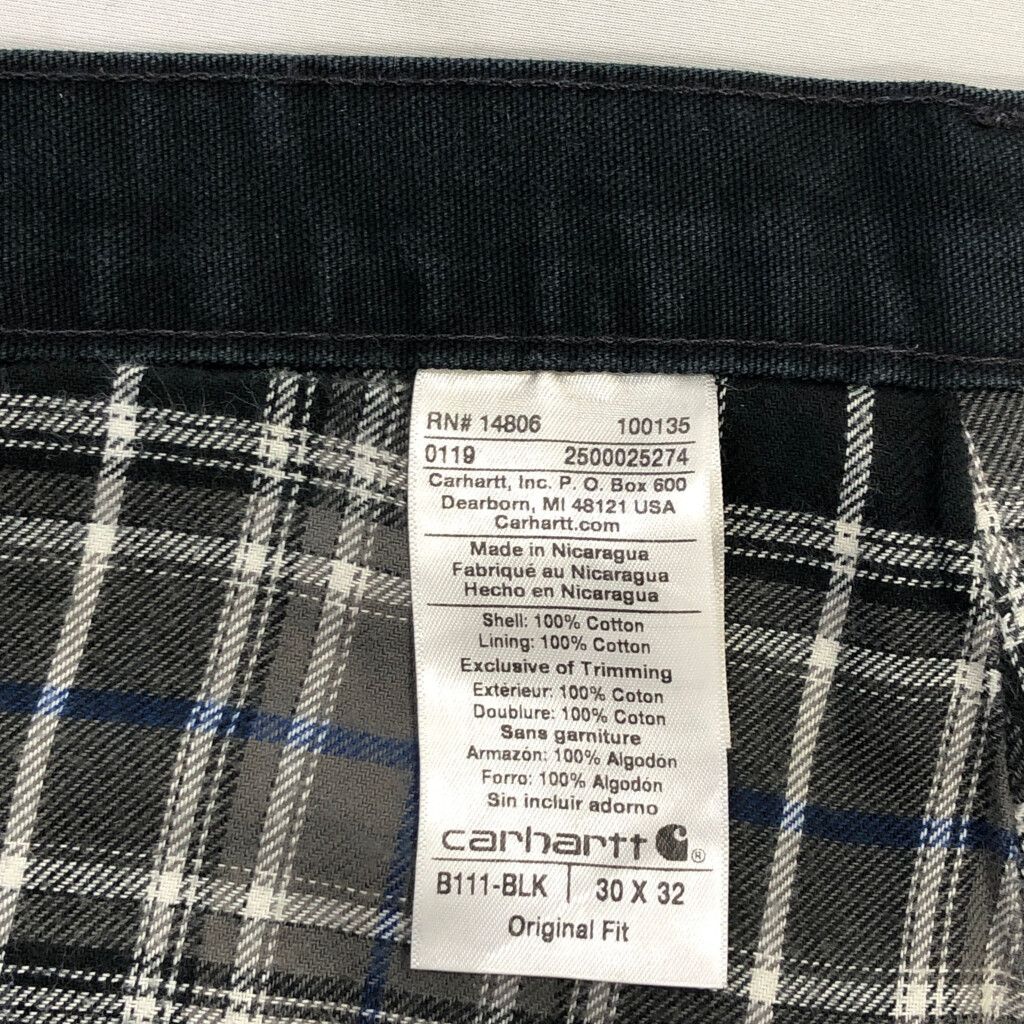 RN# 14806 100135
0119 2500025274
Carhartt, Inc. P. O. Box 600
Dearborn, MI 48121 USA
Carhartt.com
Made in Nicaragua
Fabriqué au Nicaragua
Hecho en Nicaragua
Shell: 100% Cotton
Lining: 100% Cotton
Exclusive of Trimming
Extérieur: 100% Coton
Doublure: 100% Coton
Sans garniture
Armazón: 100% Algodón
Forro: 100% Algodón
Sin incluir adorno
carhartt ®
B111-BLK | 30 X 32
Original Fit